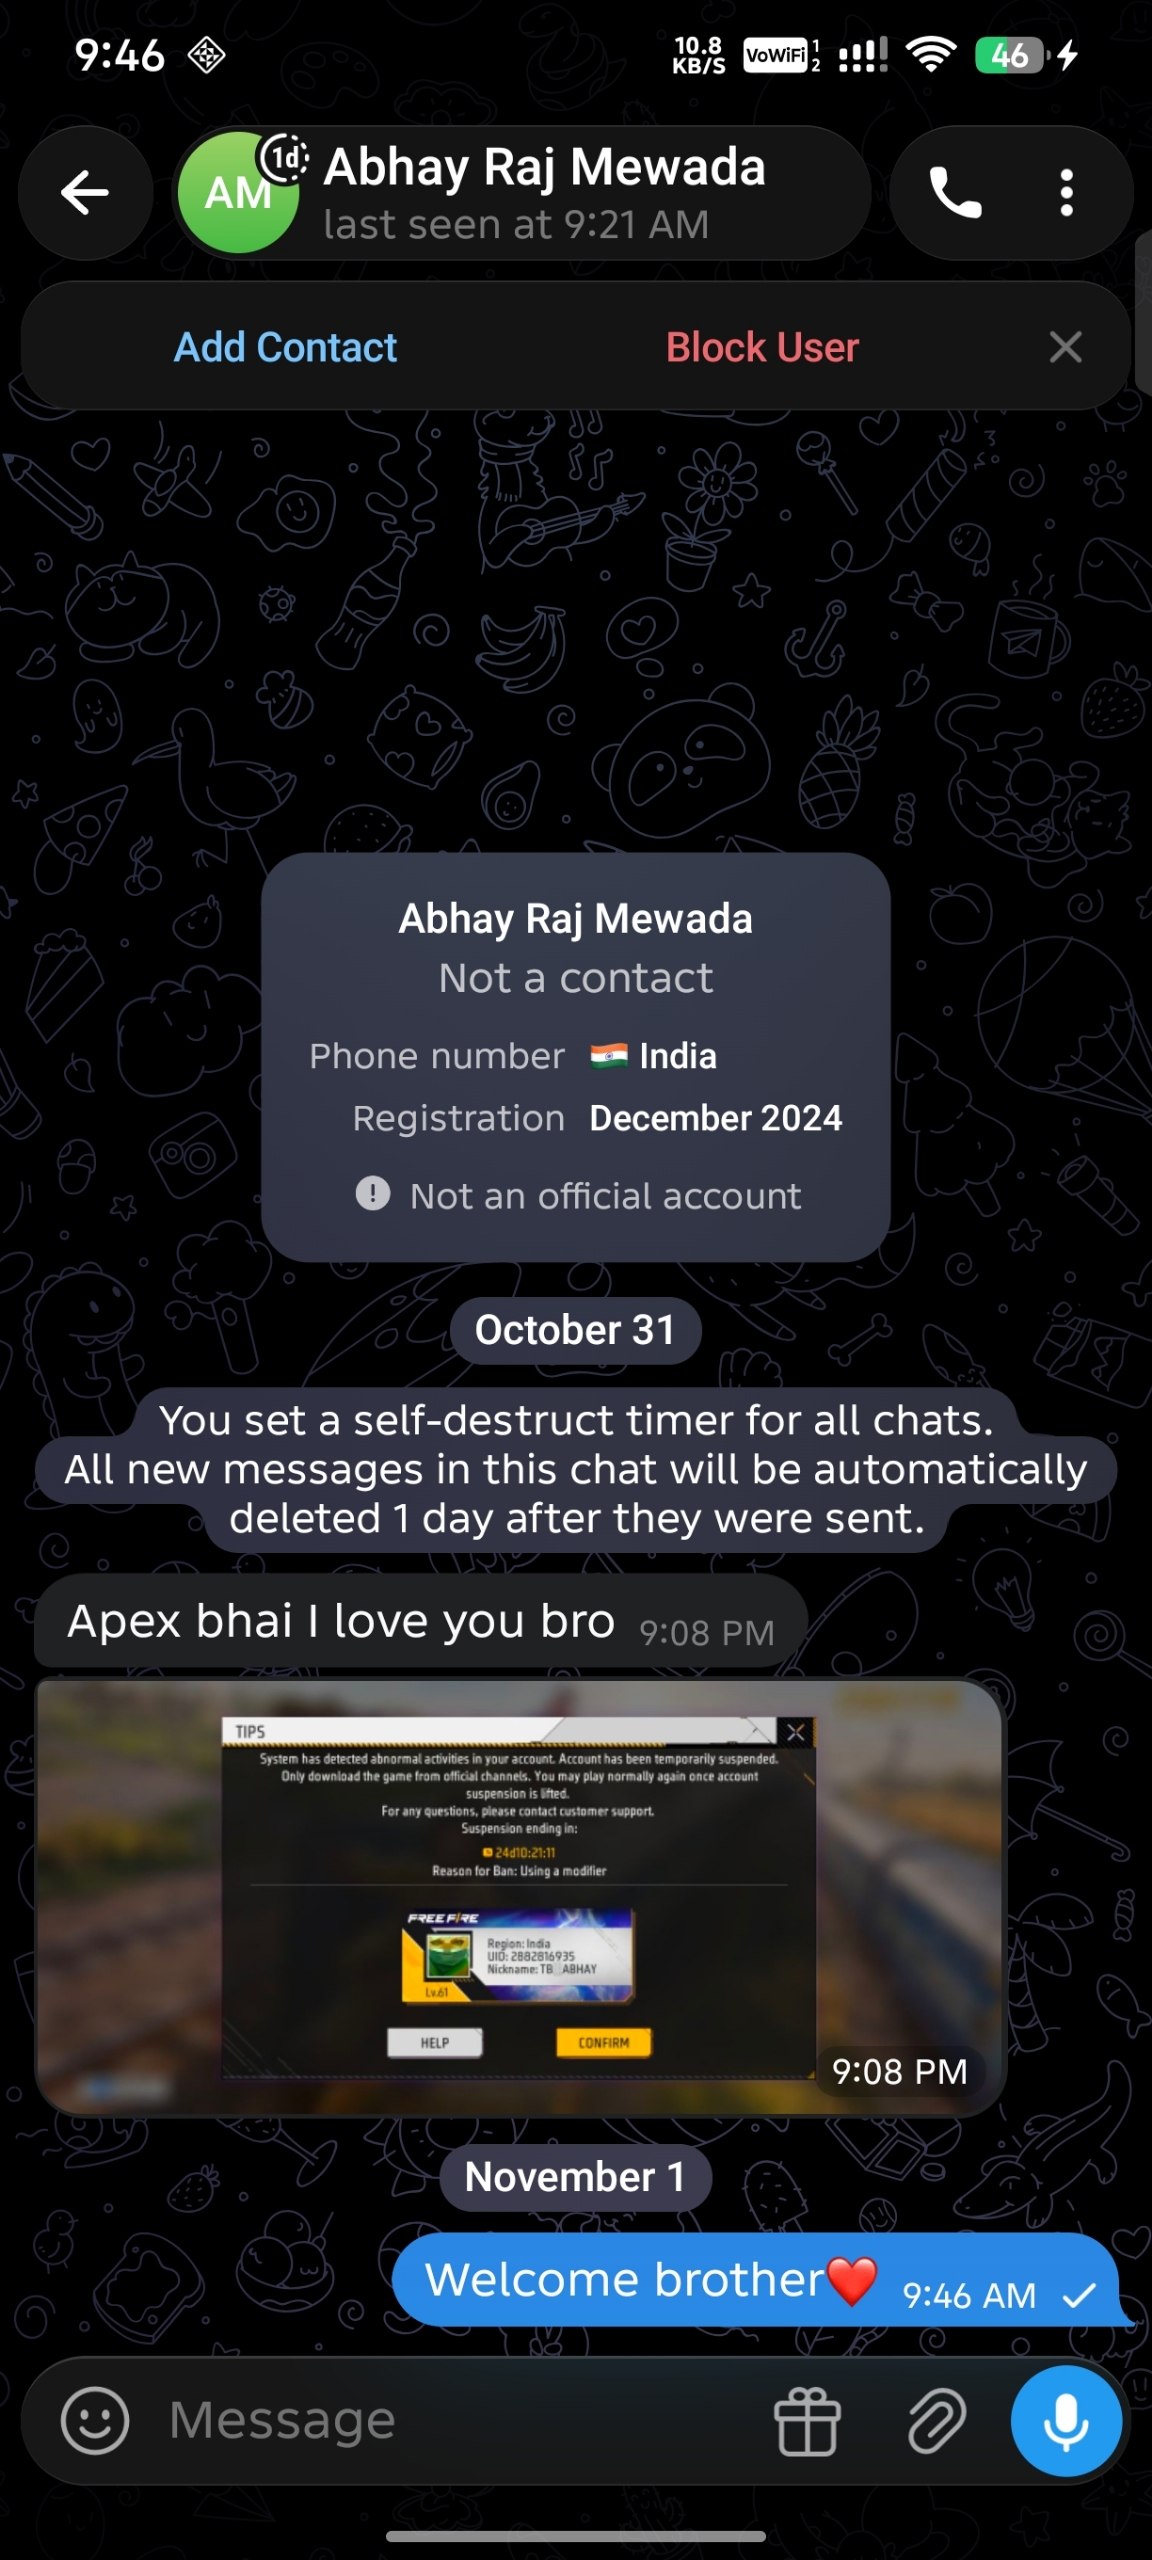 9:46
10.8
KB/S
VoWiFi 1
2
46
AM
1d
Abhay Raj Mewada
last seen at 9:21 AM
Add Contact
Block User
Abhay Raj Mewada
Not a contact
Phone number 🇮🇳 India
Registration December 2024
Not an official account
October 31
You set a self-destruct timer for all chats.
All new messages in this chat will be automatically
deleted 1 day after they were sent.
Apex bhai I love you bro 9:08 PM
TIPS
System has detected abnormal activities in your account. Account has been temporarily suspended.
Only download the game from official channels. You may play normally again once account
suspension is lifted.
For any questions, please contact customer support.
Suspension ending in:
24d10:21:11
Reason for Ban: Using a modifier
FREE FIRE
Region: India
UID: 2882816935
Nickname: TB ABHAY
Lv.61
HELP
CONFIRM
9:08 PM
November 1
Welcome brother❤️ 9:46 AM
Message